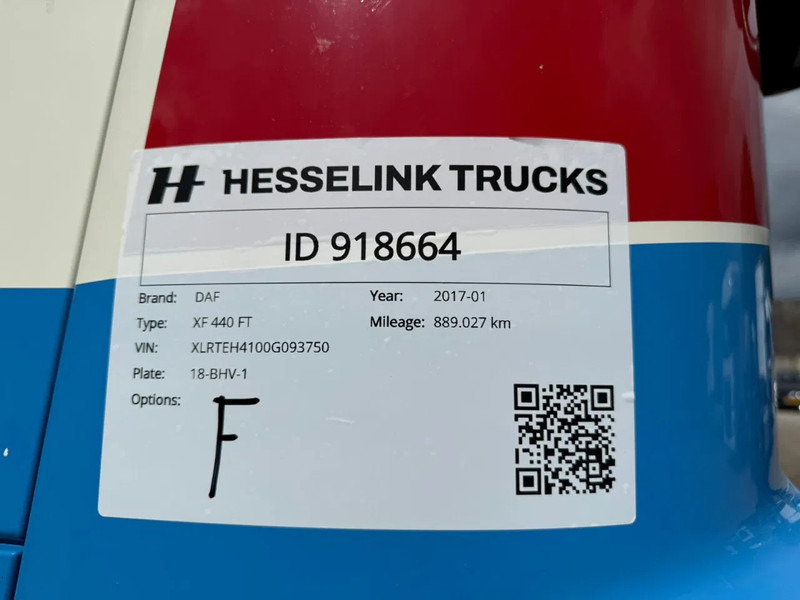 H HESSELINK TRUCKS
ID 918664
Brand: DAF Year: 2017-01
Type: XF 440 FT Mileage: 889.027 km
VIN: XLRTEH4100G093750
Plate: 18-BHV-1
Options: F